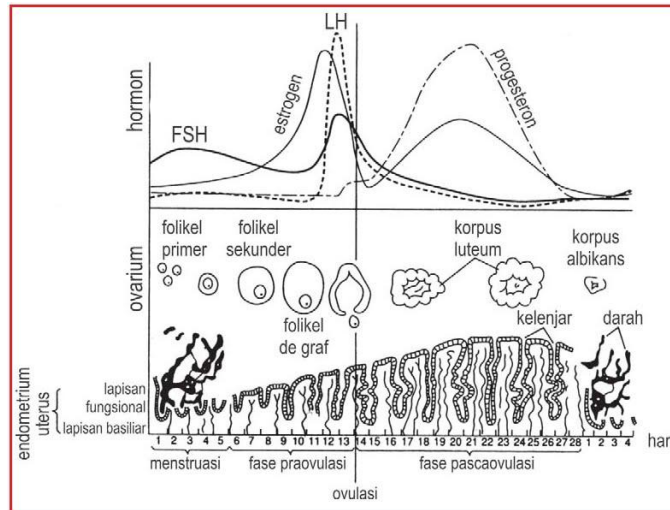 LH
hormon
FSH
estrogen
progesteron
ovarium
folikel
primer
folikel
sekunder
folikel
de graf
korpus
luteum
korpus
albikans
kelenjar
darah
endometrium
uterus
lapisan
fungsional
lapisan basiliar
1 2 3 4 5 6 7 8 9 10 11 12 13 14 15 16 17 18 19 20 21 22 23 24 25 26 27 28 1 2 3 4 hari
menstruasi
fase praovulasi
fase pascaovulasi
ovulasi